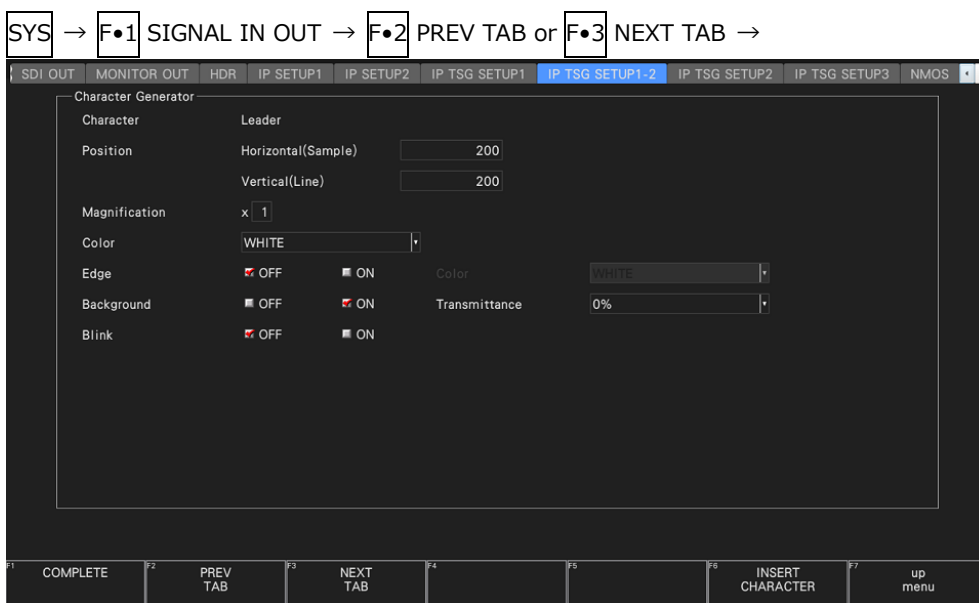 SYS → F•1 SIGNAL IN OUT → F•2 PREV TAB or F•3 NEXT TAB →
SDI OUT MONITOR OUT HDR IP SETUP1 IP SETUP2 IP TSG SETUP1 IP TSG SETUP1-2 IP TSG SETUP2 IP TSG SETUP3 NMOS
Character Generator
Character Leader
Position Horizontal(Sample) 200
Vertical(Line) 200
Magnification x 1
Color WHITE
Edge OFF ON Color WHITE
Background OFF ON Transmittance 0%
Blink OFF ON
F1 COMPLETE F2 PREV TAB F3 NEXT TAB F4 F5 F6 INSERT CHARACTER F7 up menu